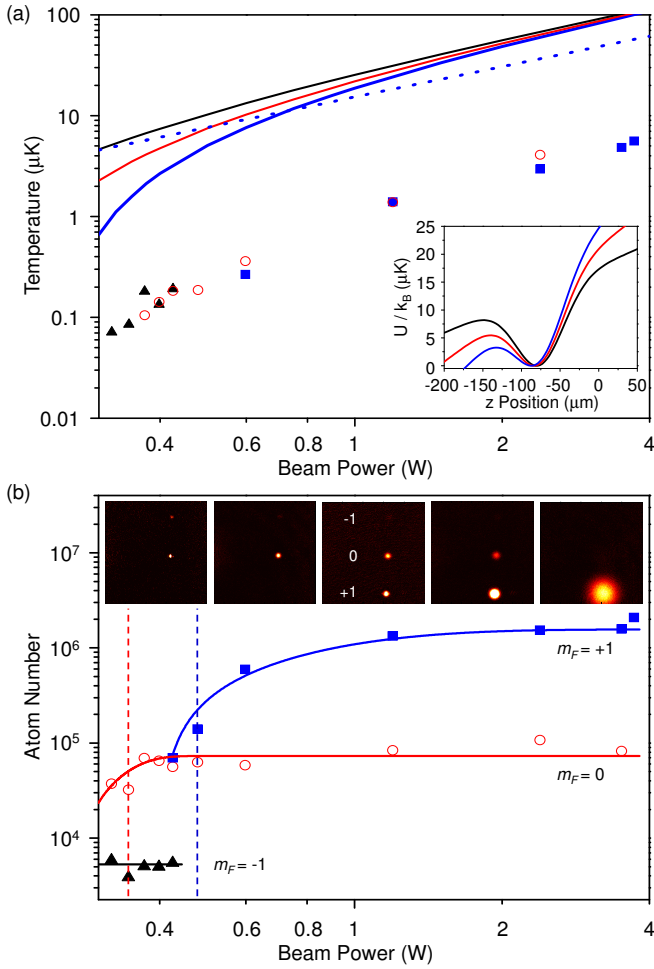 (a)
Temperature (μK)
100
10
1
0.1
0.01
U / k_B (μK)
25
20
15
10
5
0
-200 -150 -100 -50 0 50
z Position (μm)
0.4 0.6 0.8 1 2 4
Beam Power (W)
(b)
Atom Number
10^7
10^6
10^5
10^4
-1
0
+1
m_F = +1
m_F = 0
m_F = -1
0.4 0.6 0.8 1 2 4
Beam Power (W)